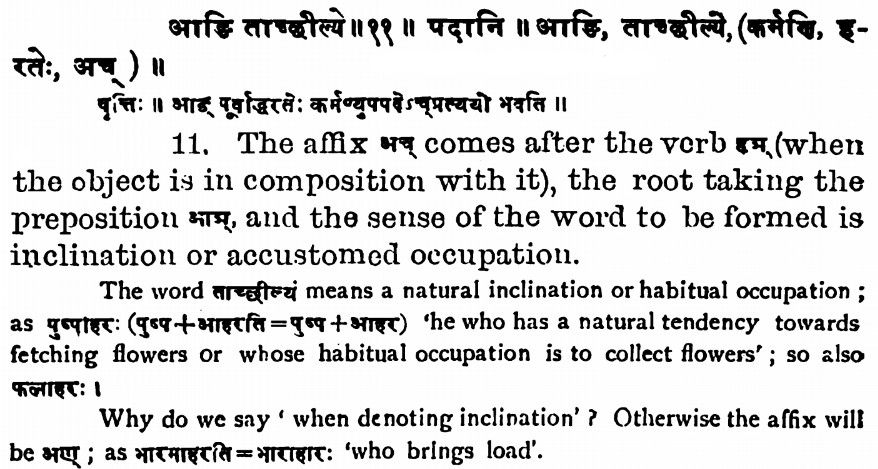 आङि ताच्छील्ये ॥ ११ ॥ पदानि ॥ आङि, ताच्छील्ये, (कर्मणि, ह-
रतेः, अच् ) ॥
वृत्तिः ॥ आङ् पूर्वाद्धरतेः कर्मण्युपपदेऽच्प्रत्ययो भवति ॥
11. The affix अच् comes after the verb हृञ् (when
the object is in composition with it), the root taking the
preposition आङ्, and the sense of the word to be formed is
inclination or accustomed occupation.
The word ताच्छील्यं means a natural inclination or habitual occupation ;
as पुष्पाहरः (पुष्प+आहरति=पुष्प+आहर) 'he who has a natural tendency towards
fetching flowers or whose habitual occupation is to collect flowers' ; so also
फलाहरः ।
Why do we say ' when denoting inclination' ? Otherwise the affix will
be अण् ; as भारमाहरति=भाराहारः 'who brings load'.